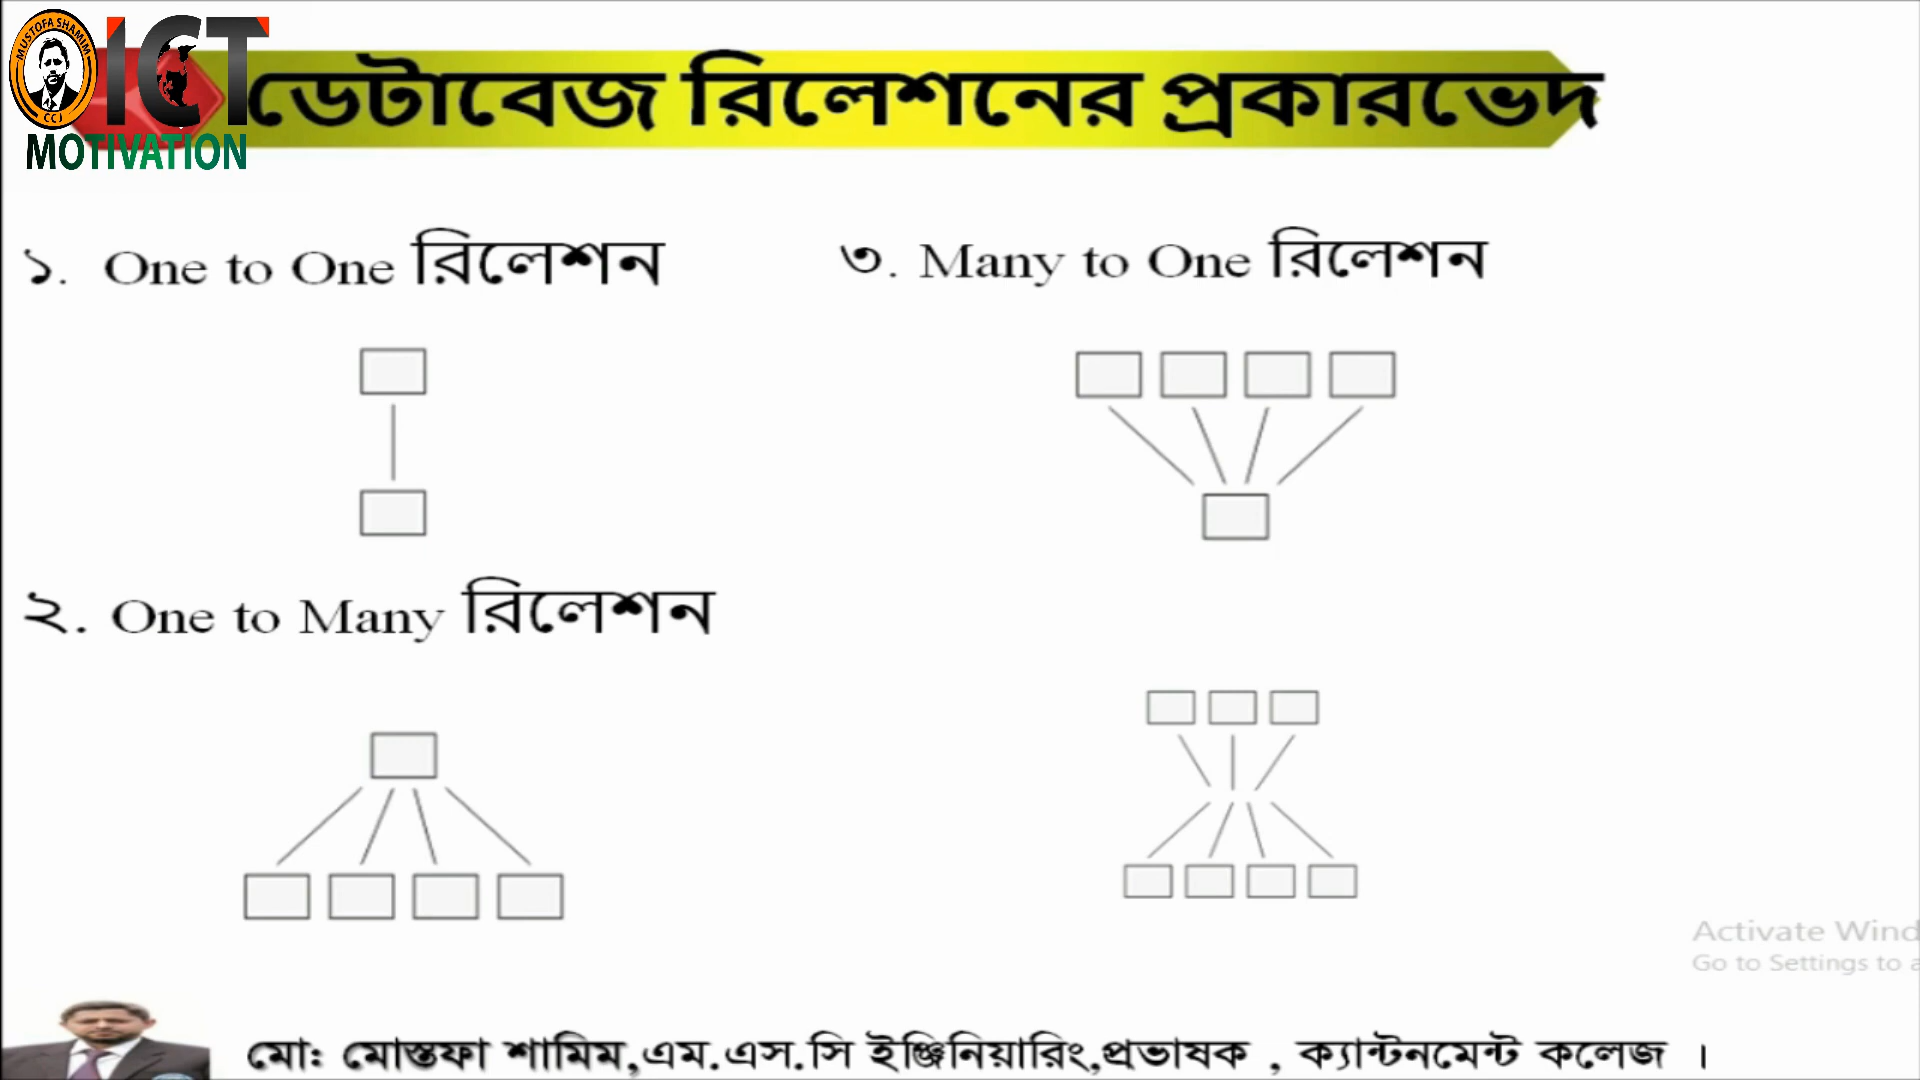 MUSTOFA SHAMIM
CCJ
ICT
MOTIVATION
ডেটাবেজ রিলেশনের প্রকারভেদ
১. One to One রিলেশন
২. One to Many রিলেশন
৩. Many to One রিলেশন
Activate Wind
Go to Settings to a
মো: মোস্তফা শামিম,এম.এস.সি ইঞ্জিনিয়ারিং,প্রভাষক , ক্যান্টনমেন্ট কলেজ ।